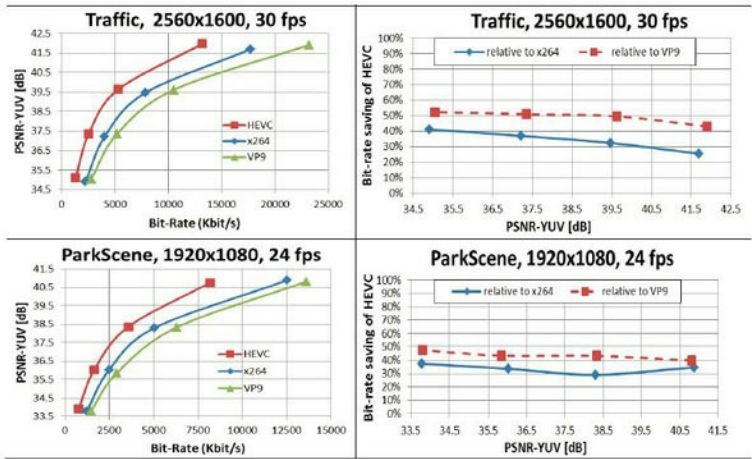 Traffic, 2560x1600, 30 fps
PSNR-YUV [dB]
42.5
41.5
40.5
39.5
38.5
37.5
36.5
35.5
34.5
HEVC
x264
VP9
0 5000 10000 15000 20000 25000
Bit-Rate (Kbit/s)
Traffic, 2560x1600, 30 fps
Bit-rate saving of HEVC
relative to x264 relative to VP9
100%
90%
80%
70%
60%
50%
40%
30%
20%
10%
0%
34.5 35.5 36.5 37.5 38.5 39.5 40.5 41.5 42.5
PSNR-YUV [dB]
ParkScene, 1920x1080, 24 fps
PSNR-YUV [dB]
41.5
40.5
39.5
38.5
37.5
36.5
35.5
34.5
33.5
HEVC
x264
VP9
0 2500 5000 7500 10000 12500 15000
Bit-Rate (Kbit/s)
ParkScene, 1920x1080, 24 fps
Bit-rate saving of HEVC
relative to x264 relative to VP9
100%
90%
80%
70%
60%
50%
40%
30%
20%
10%
0%
33.5 34.5 35.5 36.5 37.5 38.5 39.5 40.5 41.5
PSNR-YUV [dB]